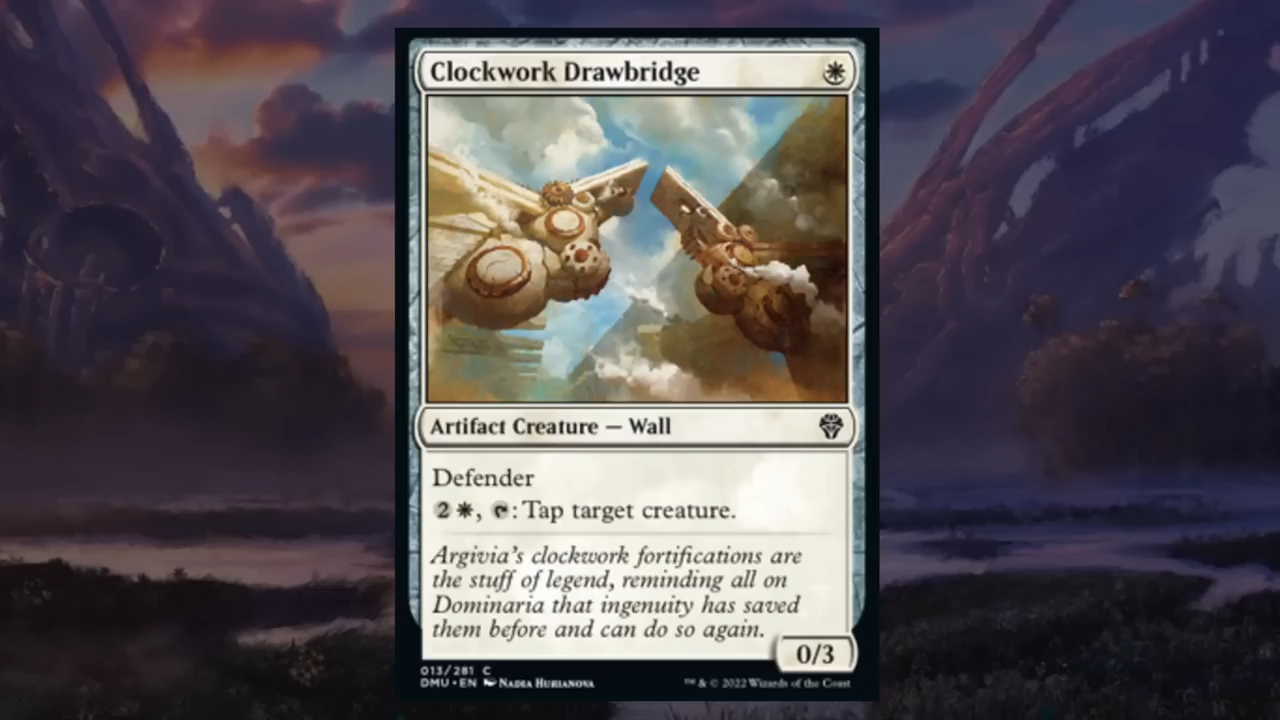 Clockwork Drawbridge
Artifact Creature — Wall
Defender
2 , : Tap target creature.
Argivia's clockwork fortifications are
the stuff of legend, reminding all on
Dominaria that ingenuity has saved
them before and can do so again.
0/3
013/281 C
DMU • EN Nadia Hurianova
™ & © 2022 Wizards of the Coast